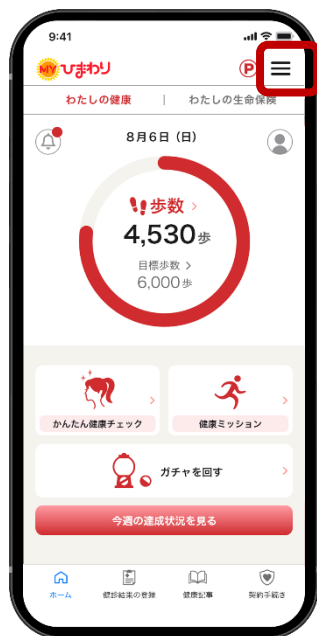 9:41
MY ひまわり
P
わたしの健康 | わたしの生命保険
8月6日（日）
歩数 >
4,530歩
目標歩数 >
6,000歩
かんたん健康チェック
健康ミッション
ガチャを回す
今週の達成状況を見る
ホーム
健診結果の登録
健康記事
契約手続き